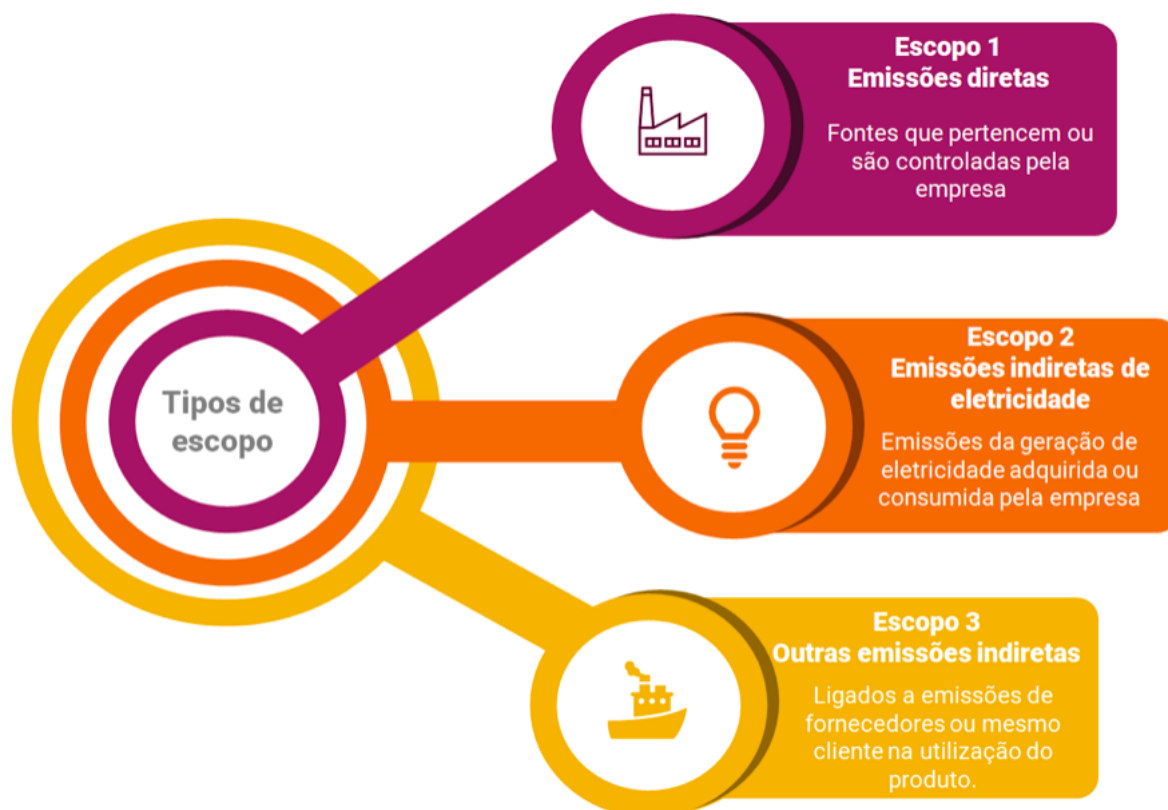 Tipos de
escopo
Escopo 1
Emissões diretas
Fontes que pertencem ou
são controladas pela
empresa
Escopo 2
Emissões indiretas de
eletricidade
Emissões da geração de
eletricidade adquirida ou
consumida pela empresa
Escopo 3
Outras emissões indiretas
Ligados a emissões de
fornecedores ou mesmo
cliente na utilização do
produto.